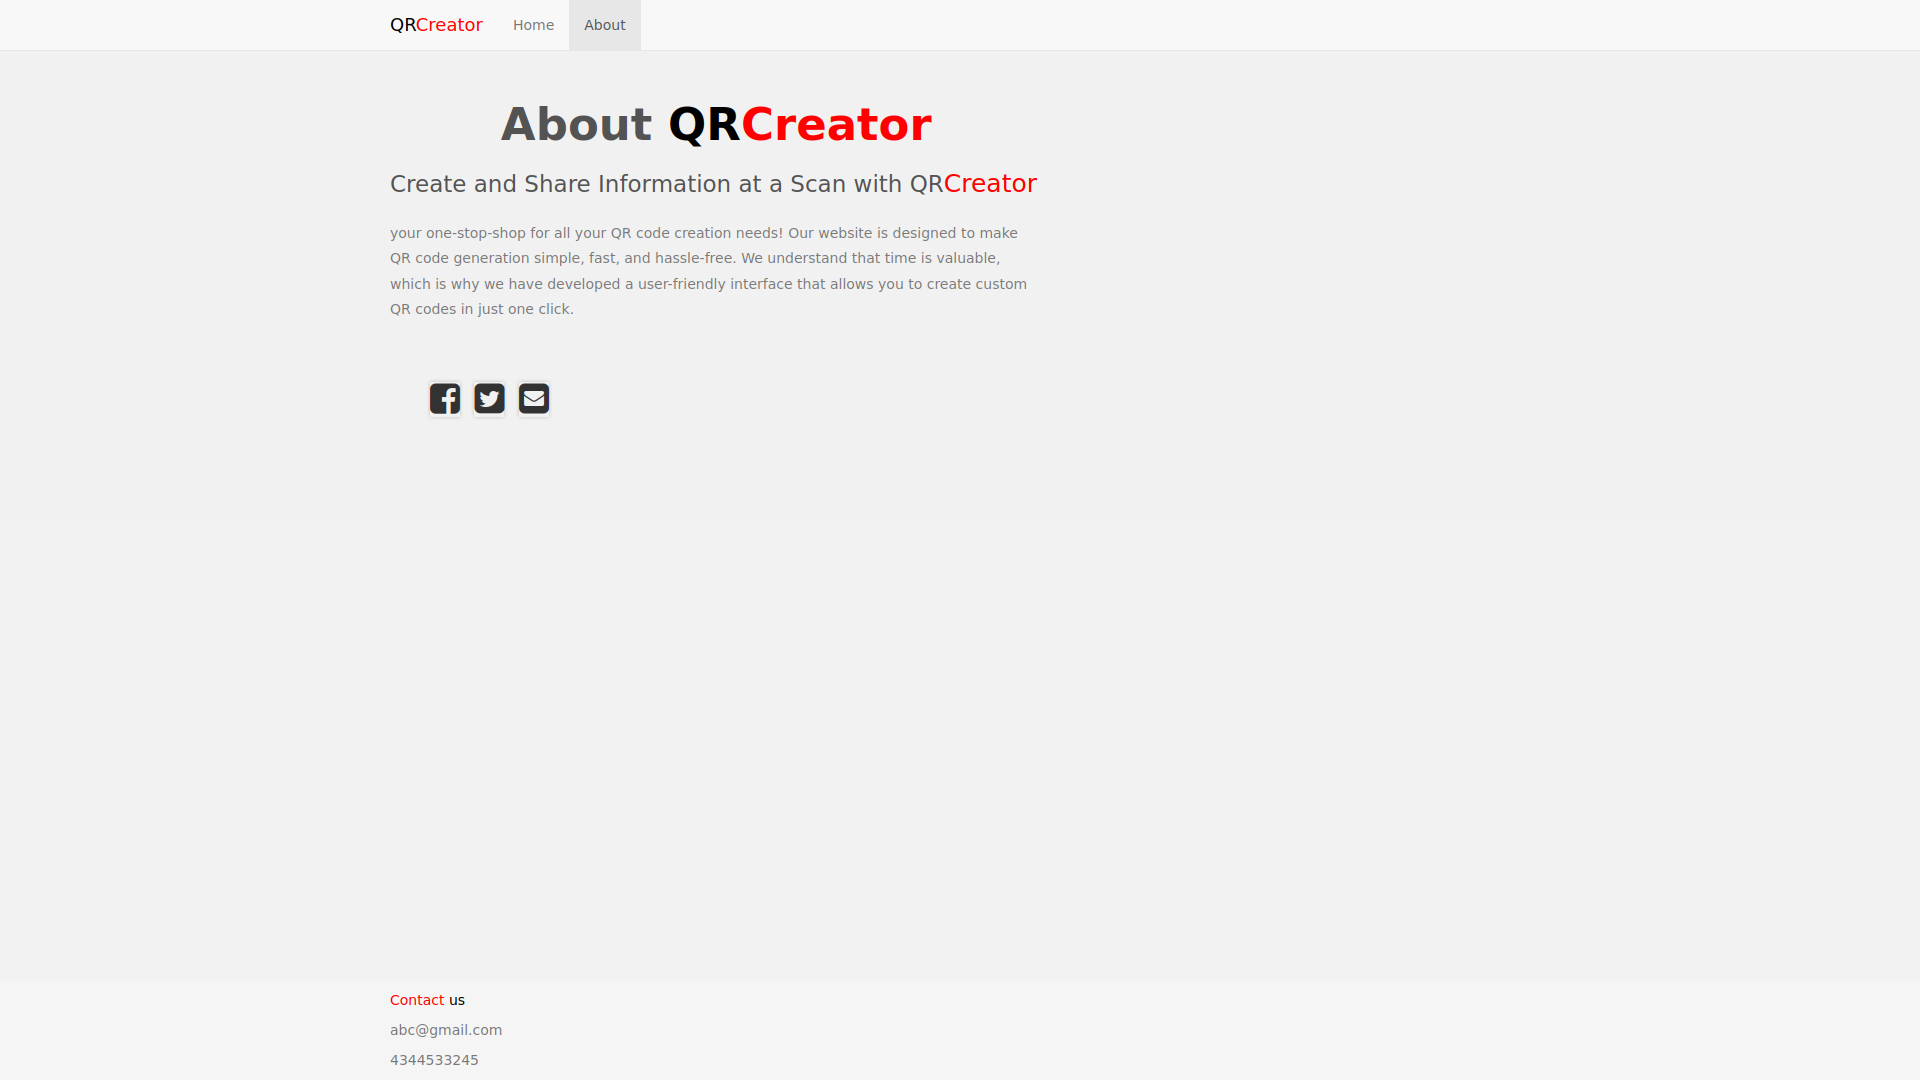 QRCreator Home About
About QRCreator
Create and Share Information at a Scan with QRCreator
your one-stop-shop for all your QR code creation needs! Our website is designed to make
QR code generation simple, fast, and hassle-free. We understand that time is valuable,
which is why we have developed a user-friendly interface that allows you to create custom
QR codes in just one click.
Contact us
abc@gmail.com
4344533245